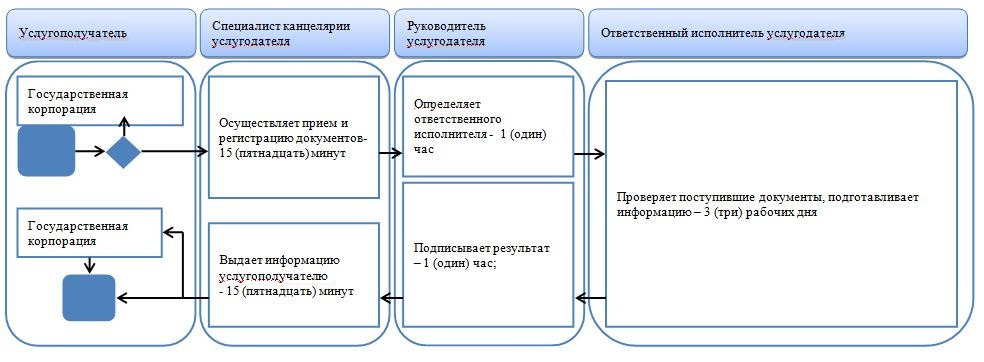 Услугополучатель
Специалист канцелярии
услугодателя
Руководитель
услугодателя
Ответственный исполнитель услугодателя
Государственная
корпорация
Осуществляет прием и
регистрацию документов-
15 (пятнадцать) минут
Определяет
ответственного
исполнителя - 1 (один)
час
Проверяет поступившие документы, подготавливает
информацию – 3 (три) рабочих дня
Подписывает результат
– 1 (один) час;
Выдает информацию
услугополучателю
- 15 (пятнадцать) минут
Государственная
корпорация